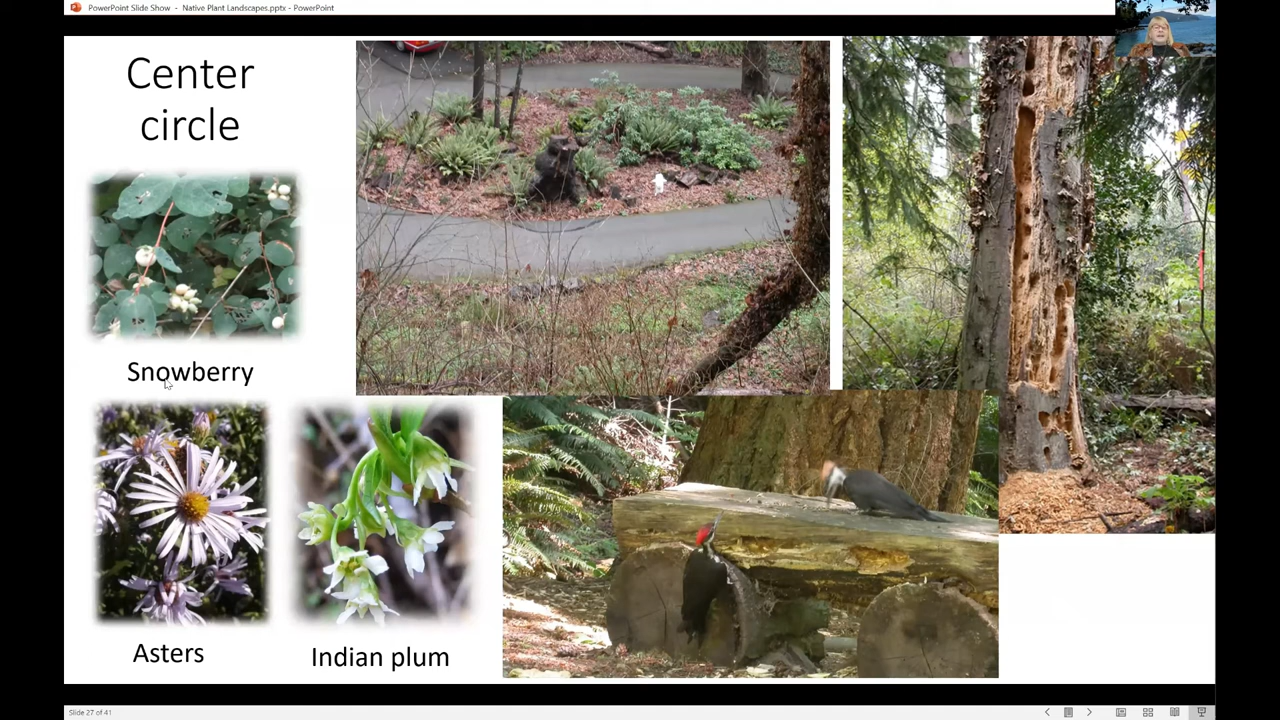 PowerPoint Slide Show - Native Plant Landscapes.pptx - PowerPoint
Center
circle
Snowberry
Asters
Indian plum
Slide 27 of 41